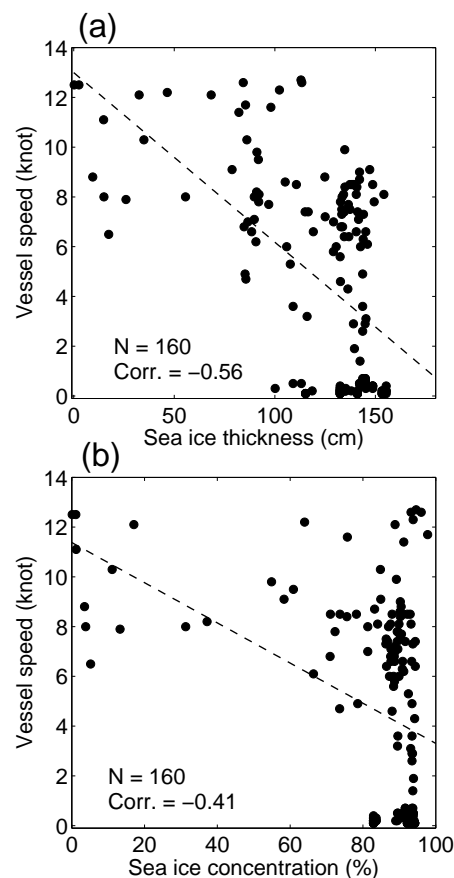 (a)
14
12
10
8
6
4
2
0
Vessel speed (knot)
N = 160
Corr. = −0.56
0 50 100 150
Sea ice thickness (cm)
(b)
14
12
10
8
6
4
2
0
Vessel speed (knot)
N = 160
Corr. = −0.41
0 20 40 60 80 100
Sea ice concentration (%)